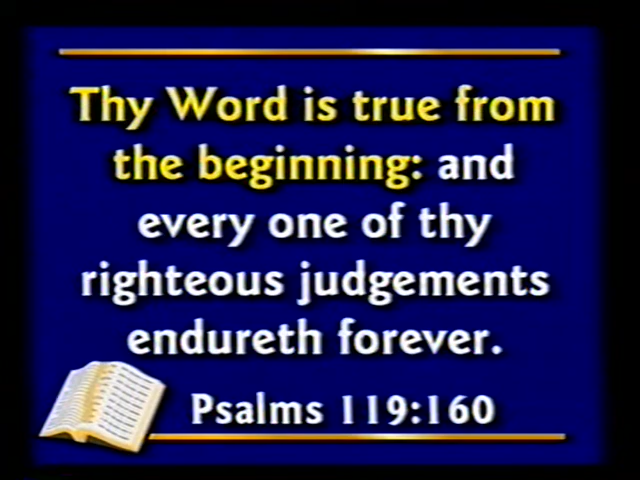 Thy Word is true from
the beginning: and
every one of thy
righteous judgements
endureth forever.
Psalms 119:160